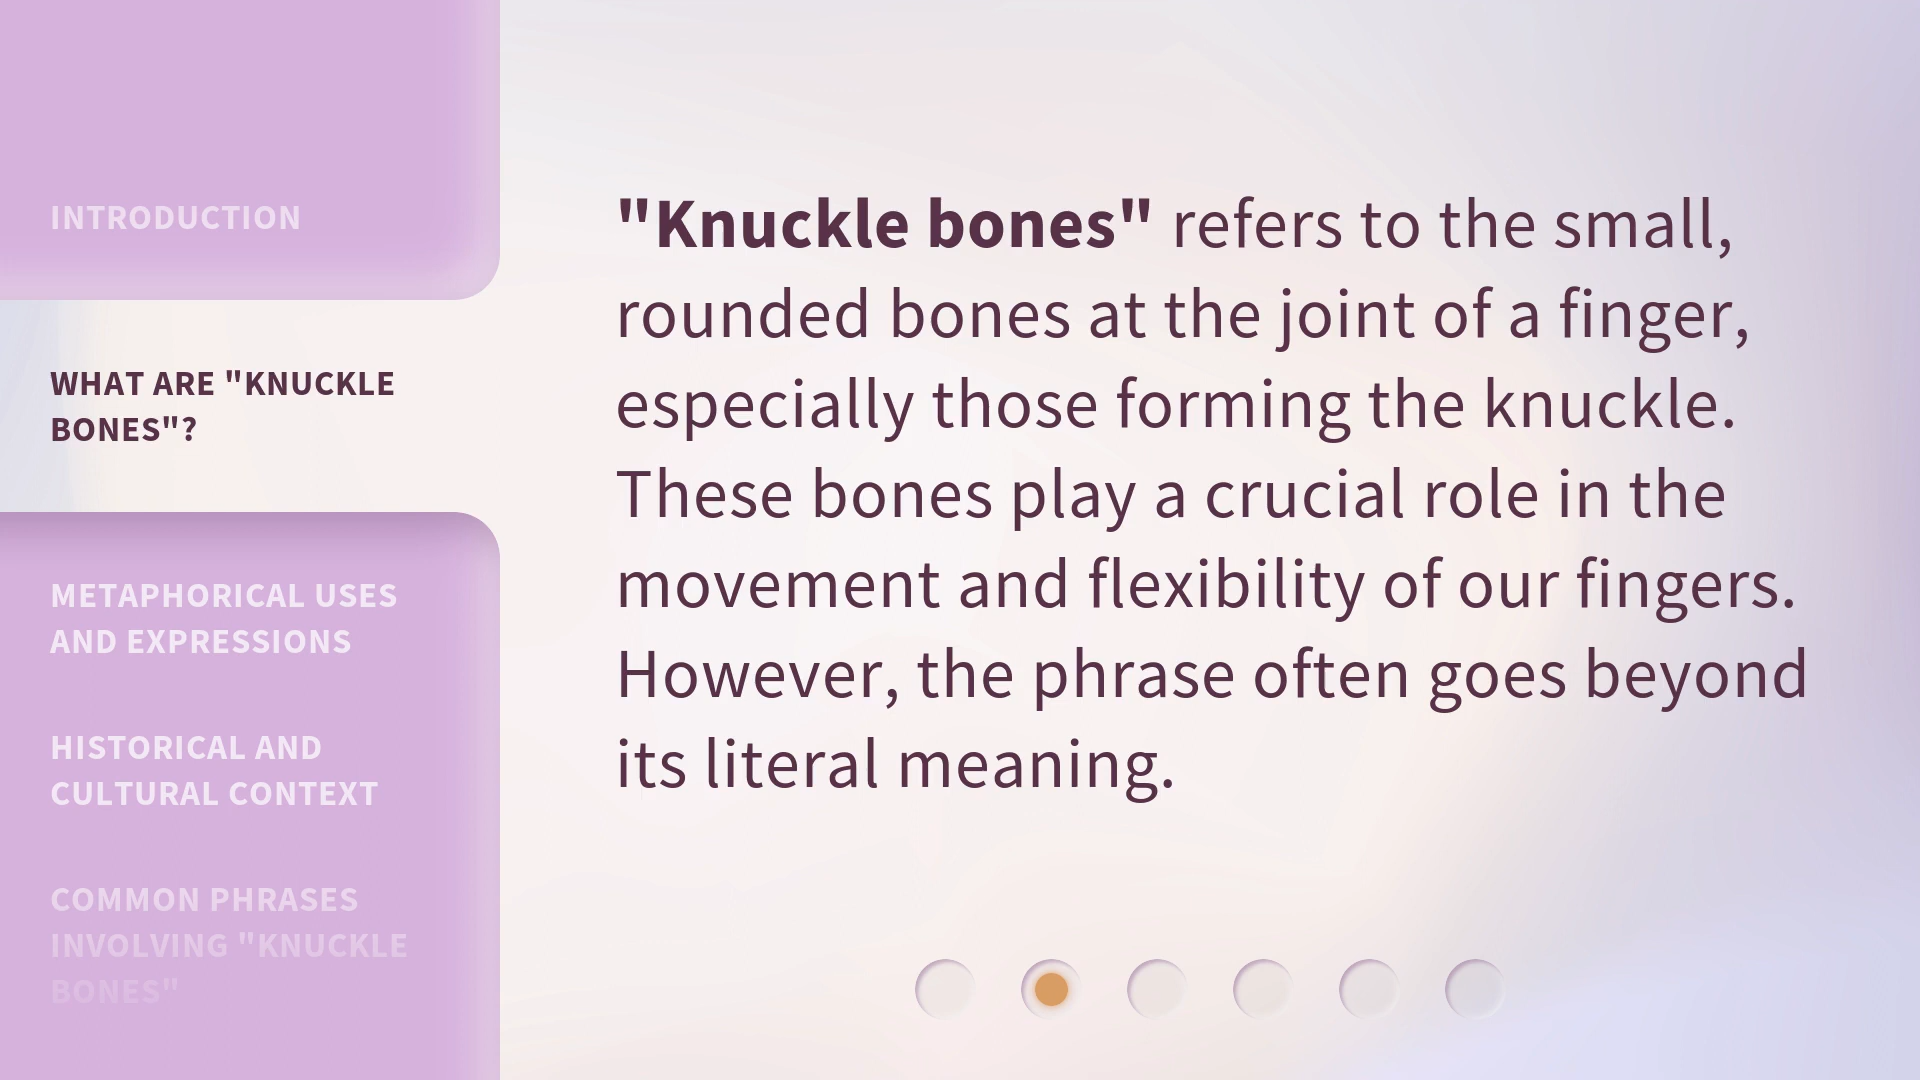 INTRODUCTION
WHAT ARE "KNUCKLE
BONES"?
METAPHORICAL USES
AND EXPRESSIONS
HISTORICAL AND
CULTURAL CONTEXT
COMMON PHRASES
INVOLVING "KNUCKLE
BONES"
"Knuckle bones" refers to the small,
rounded bones at the joint of a finger,
especially those forming the knuckle.
These bones play a crucial role in the
movement and flexibility of our fingers.
However, the phrase often goes beyond
its literal meaning.